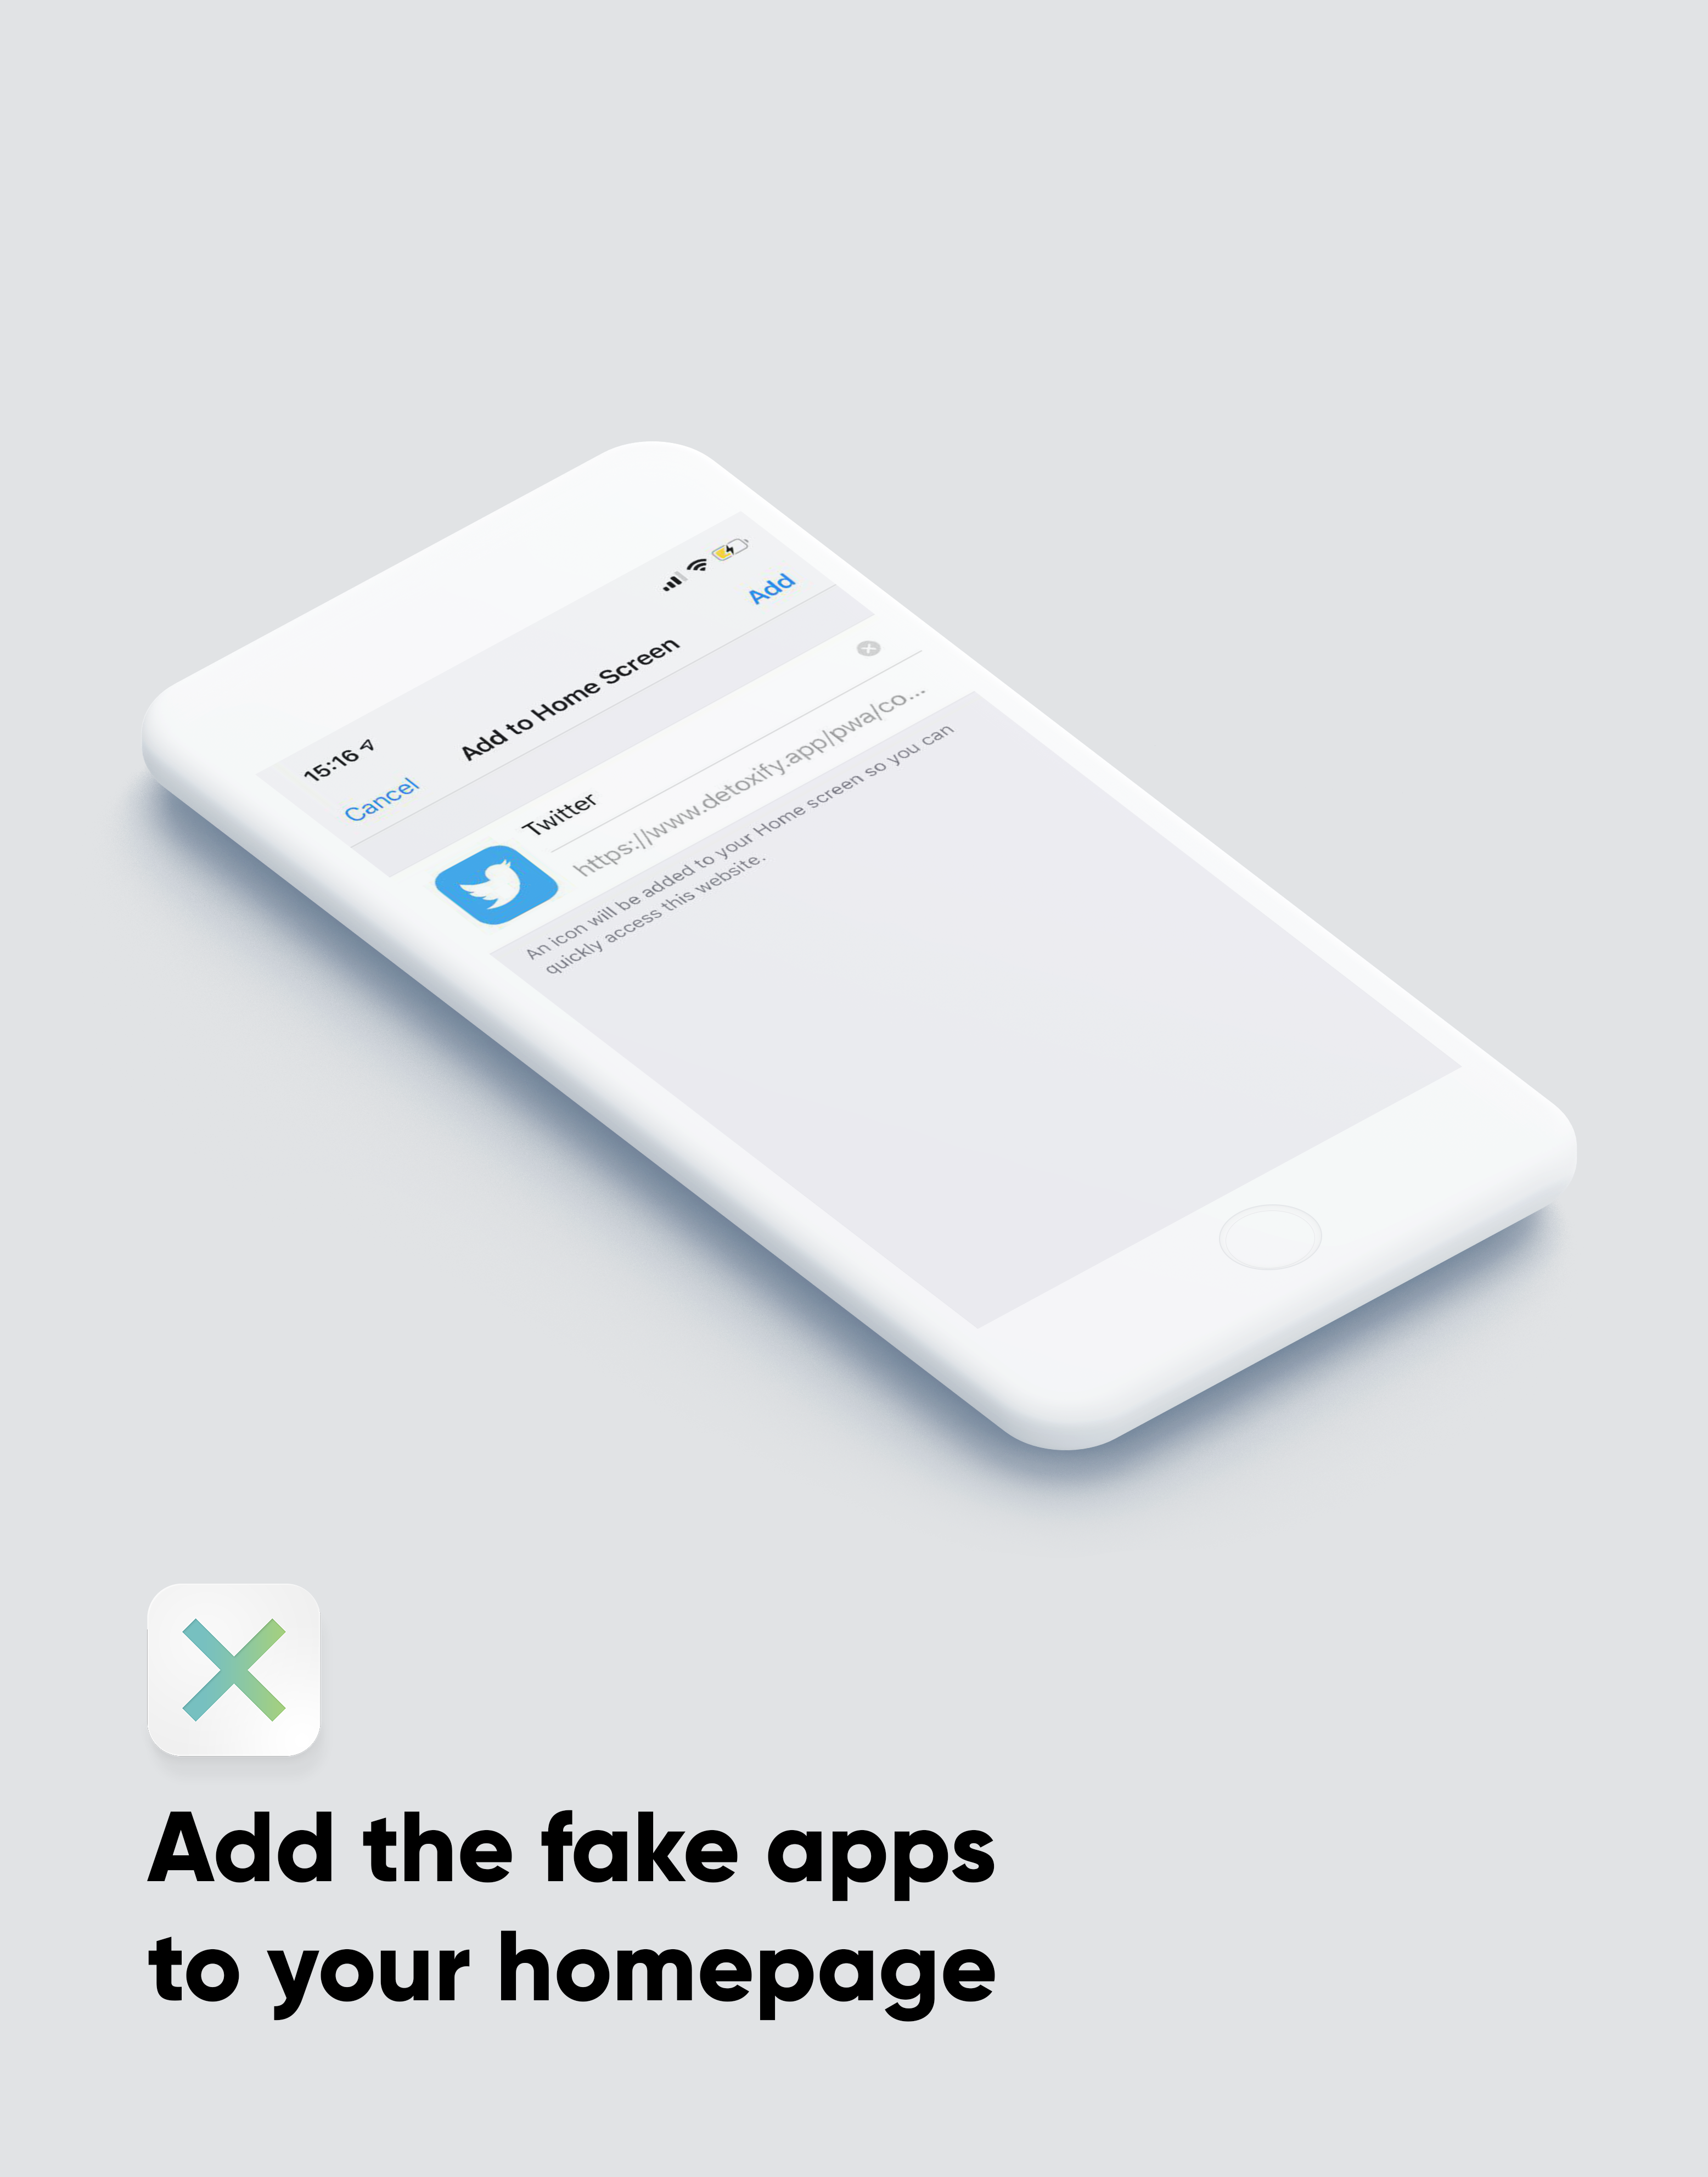 15:16
Cancel
Add to Home Screen
Add
Twitter
https://www.detoxify.app/pwa/co...
An icon will be added to your Home screen so you can
quickly access this website.
Add the fake apps
to your homepage